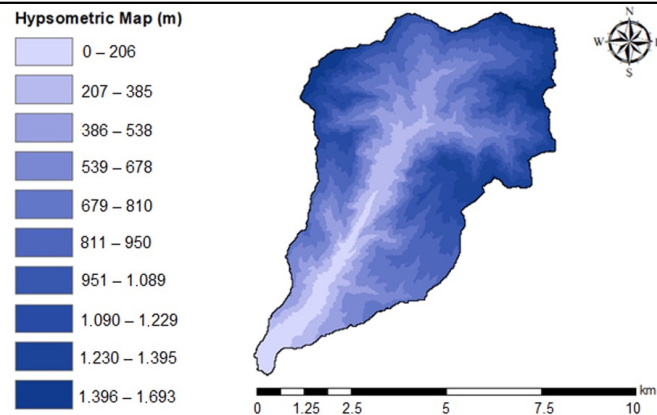 Hypsometric Map (m)
0 – 206
207 – 385
386 – 538
539 – 678
679 – 810
811 – 950
951 – 1.089
1.090 – 1.229
1.230 – 1.395
1.396 – 1.693
N
W
S
km
0 1.25 2.5 5 7.5 10